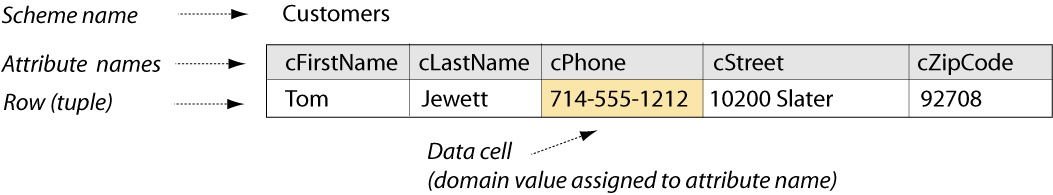 Scheme name Customers
Attribute names cFirstName cLastName cPhone cStreet cZipCode
Row (tuple) Tom Jewett 714-555-1212 10200 Slater 92708
Data cell
(domain value assigned to attribute name)